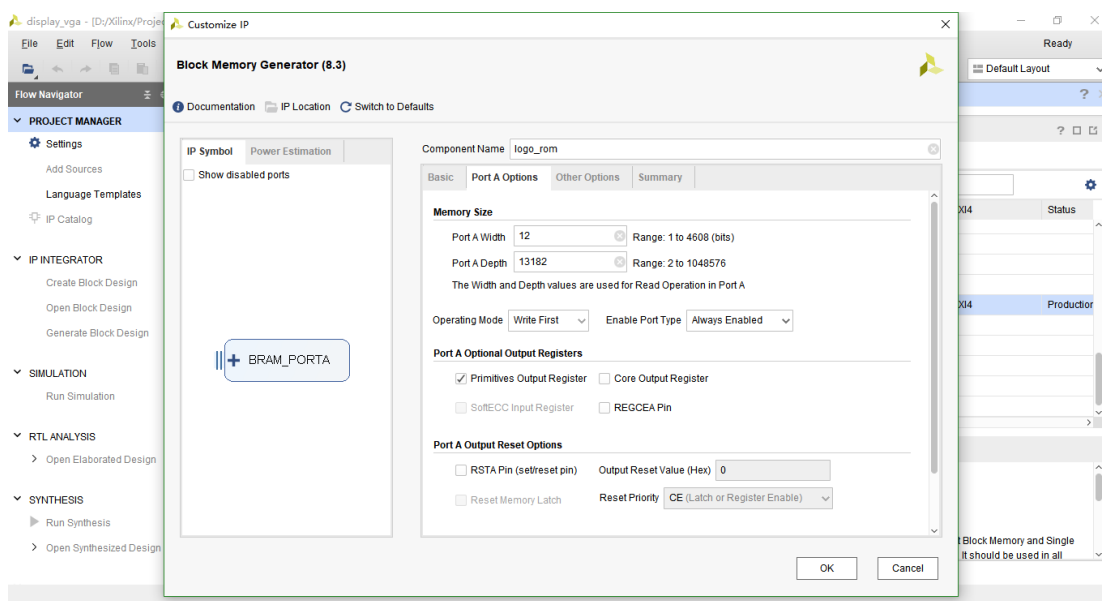 display_vga - [D:/Xilinx/Projec
Customize IP
File Edit Flow Tools
Ready
Block Memory Generator (8.3)
Default Layout
Flow Navigator
?
Documentation IP Location Switch to Defaults
PROJECT MANAGER
Settings
Add Sources
Language Templates
IP Catalog
IP INTEGRATOR
Create Block Design
Open Block Design
Generate Block Design
SIMULATION
Run Simulation
RTL ANALYSIS
Open Elaborated Design
SYNTHESIS
Run Synthesis
Open Synthesized Design
IP Symbol Power Estimation
Show disabled ports
BRAM_PORTA
Component Name logo_rom
Basic Port A Options Other Options Summary
Memory Size
Port A Width 12 Range: 1 to 4608 (bits)
Port A Depth 13182 Range: 2 to 1048576
The Width and Depth values are used for Read Operation in Port A
Operating Mode Write First Enable Port Type Always Enabled
Port A Optional Output Registers
Primitives Output Register Core Output Register
SoftECC Input Register REGCEA Pin
Port A Output Reset Options
RSTA Pin (set/reset pin) Output Reset Value (Hex) 0
Reset Memory Latch Reset Priority CE (Latch or Register Enable)
OK Cancel
?
XI4 Status
XI4 Production
t Block Memory and Single
It should be used in all